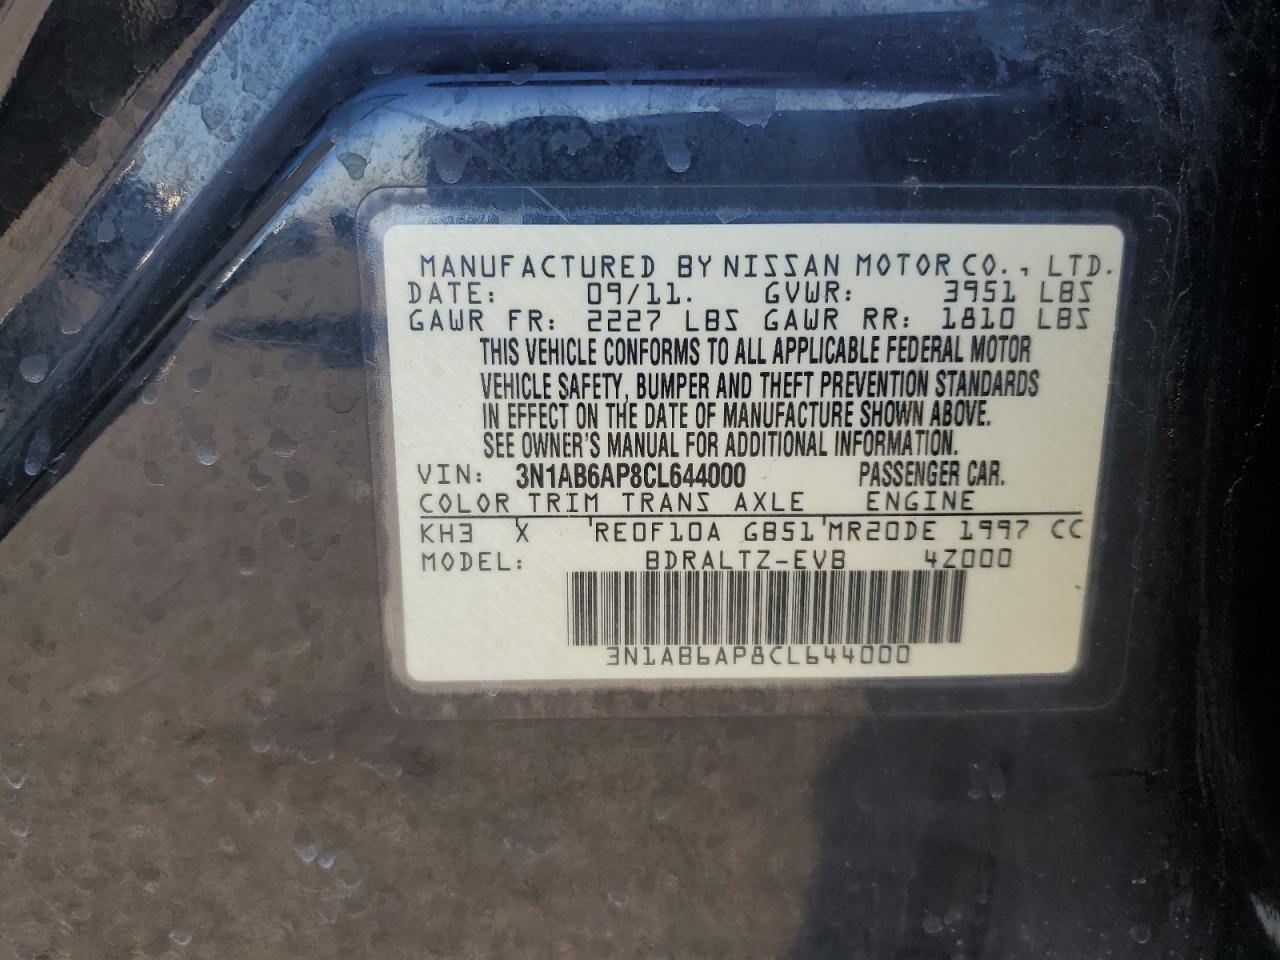 MANUFACTURED BY NISSAN MOTOR CO., LTD.
DATE: 09/11. GVWR: 3951 LBS
GAWR FR: 2227 LBS GAWR RR: 1810 LBS
THIS VEHICLE CONFORMS TO ALL APPLICABLE FEDERAL MOTOR
VEHICLE SAFETY, BUMPER AND THEFT PREVENTION STANDARDS
IN EFFECT ON THE DATE OF MANUFACTURE SHOWN ABOVE.
SEE OWNER'S MANUAL FOR ADDITIONAL INFORMATION.
VIN: 3N1AB6AP8CL644000 PASSENGER CAR.
COLOR TRIM TRANS AXLE ENGINE
KH3 X RE0F10A GB51 MR20DE 1997 CC
MODEL: BDRALTZ-EVB 4Z000
3N1AB6AP8CL644000